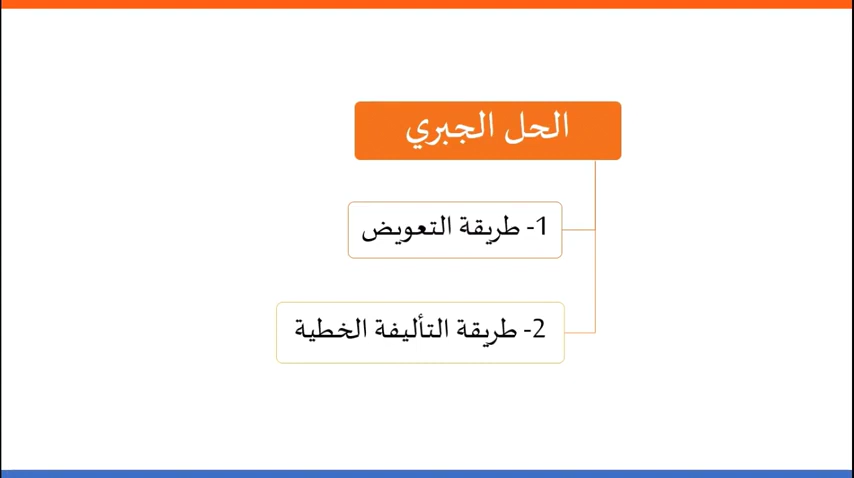 الحل الجبري
1- طريقة التعويض
2- طريقة التأليفة الخطية